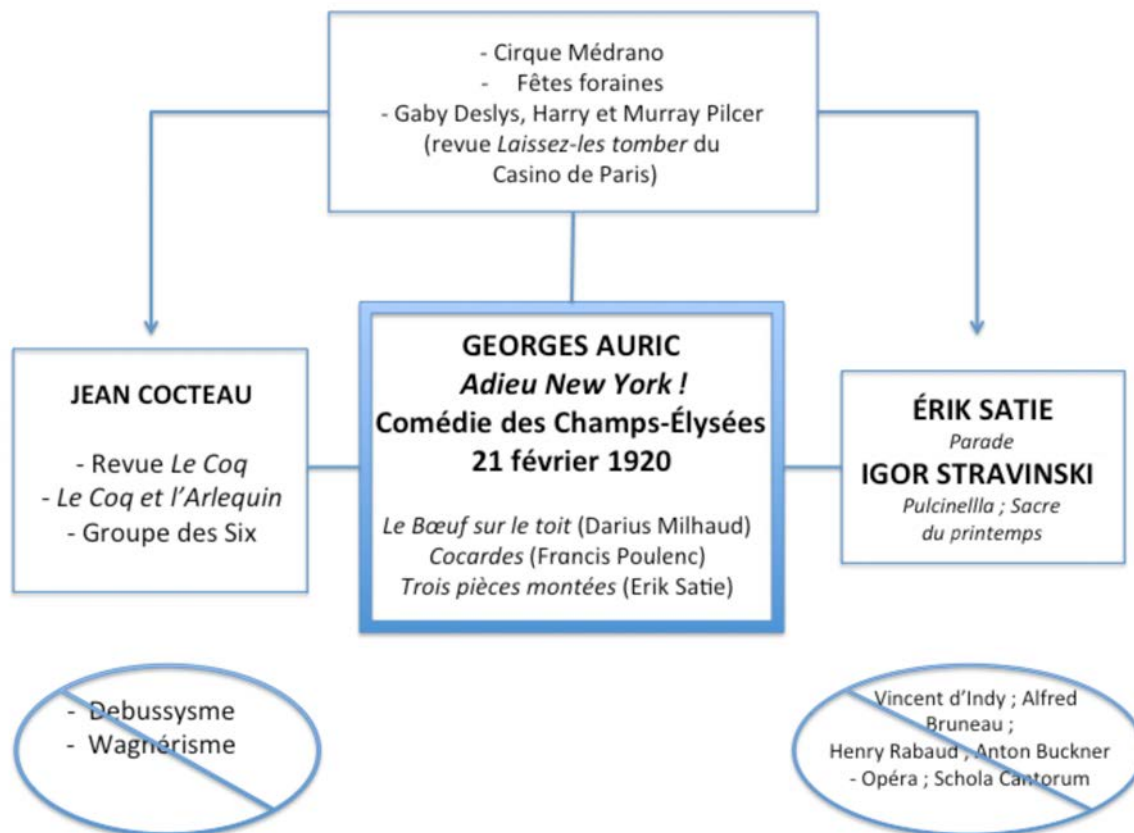 - Cirque Médrano
- Fêtes foraines
- Gaby Deslys, Harry et Murray Pilcer
(revue Laissez-les tomber du
Casino de Paris)
JEAN COCTEAU
- Revue Le Coq
- Le Coq et l'Arlequin
- Groupe des Six
GEORGES AURIC
Adieu New York !
Comédie des Champs-Élysées
21 février 1920
Le Bœuf sur le toit (Darius Milhaud)
Cocardes (Francis Poulenc)
Trois pièces montées (Erik Satie)
ÉRIK SATIE
Parade
IGOR STRAVINSKI
Pulcinellla ; Sacre
du printemps
- Debussysme
- Wagnérisme
Vincent d'Indy ; Alfred
Bruneau ;
Henry Rabaud ; Anton Buckner
- Opéra ; Schola Cantorum